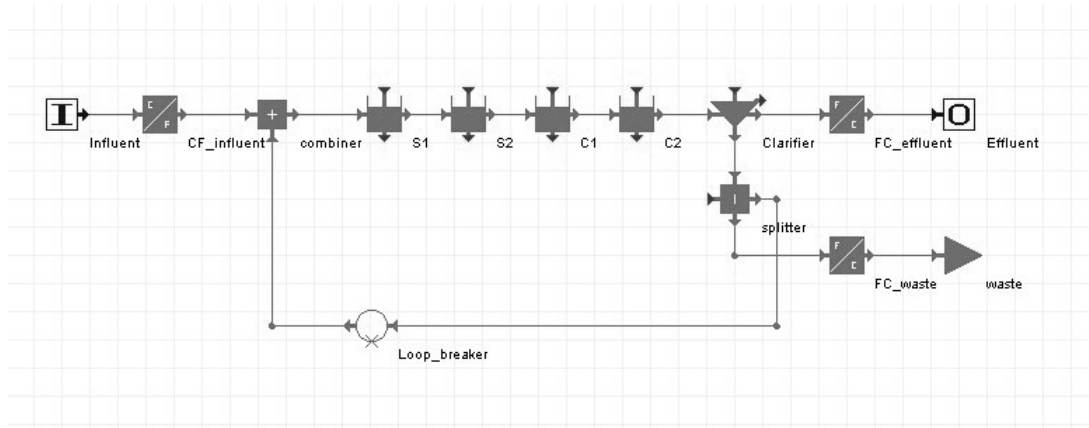 I
C
F
+
F
C
O
Influent
CF_influent
combiner
S1
S2
C1
C2
Clarifier
FC_effluent
Effluent
I
splitter
F
C
FC_waste
waste
Loop_breaker